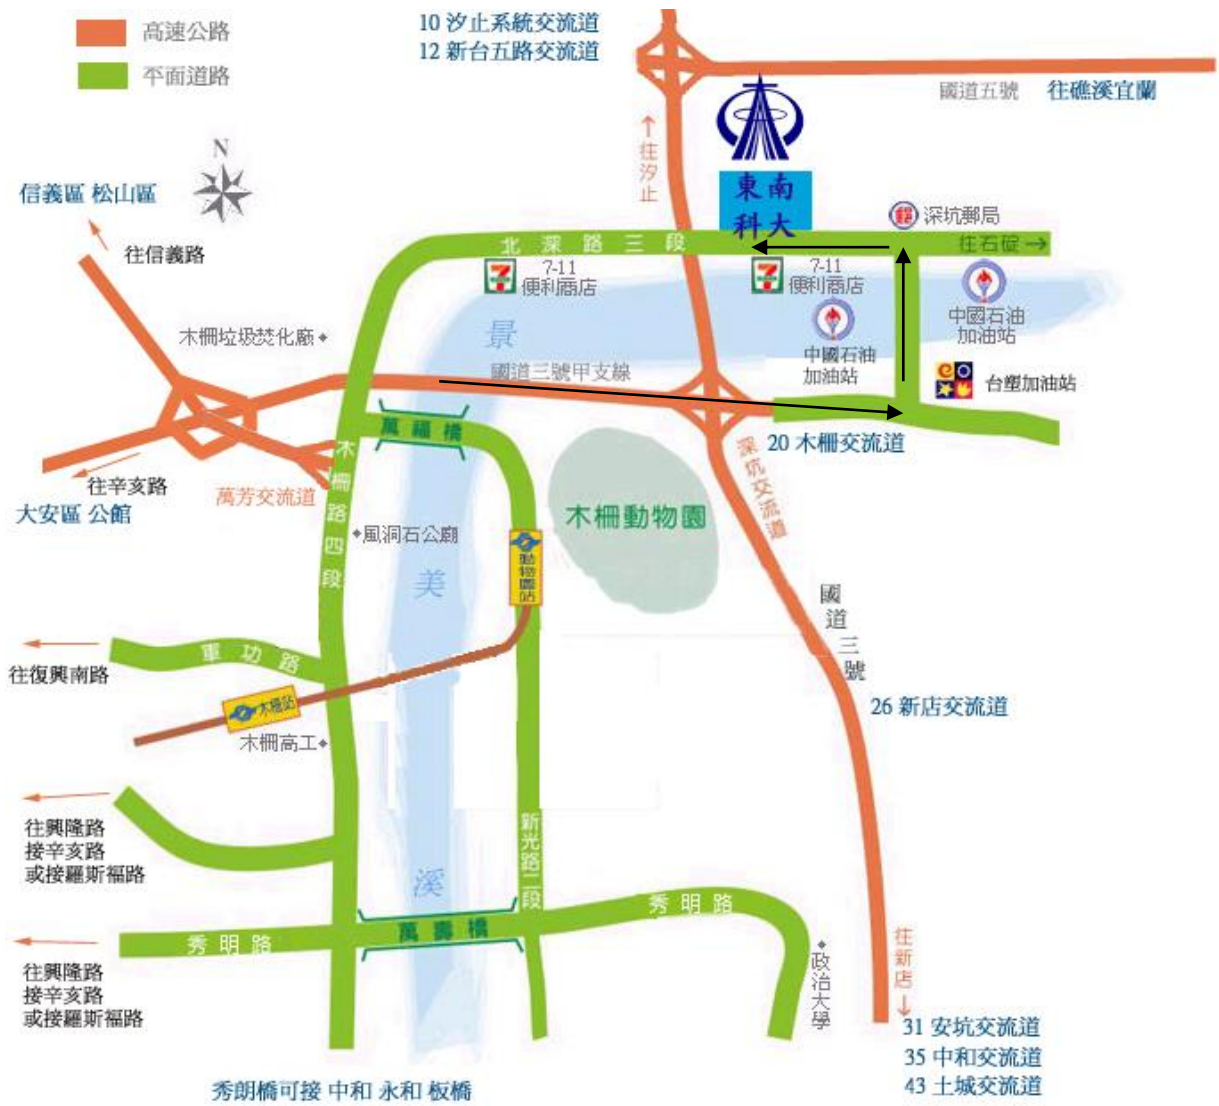 高速公路
平面道路
10 汐止系統交流道
12 新台五路交流道
國道五號
往礁溪宜蘭
N
↑往汐止
東南
科大
信義區 松山區
往信義路
深坑郵局
北深路三段
往石碇→
7-11
便利商店
7-11
便利商店
中國石油
加油站
中國石油
加油站
木柵垃圾焚化廠
景
國道三號甲支線
台塑加油站
萬福橋
20 木柵交流道
深坑交流道
往辛亥路
大安區 公館
萬芳交流道
木柵路四段
風洞石公廟
木柵動物園
動物園站
美
國道三號
軍功路
往復興南路
木柵站
木柵高工
26 新店交流道
往興隆路
接辛亥路
或接羅斯福路
新光路二段
溪
秀明路
萬壽橋
秀明路
往興隆路
接辛亥路
或接羅斯福路
政治大學
往新店↓
31 安坑交流道
35 中和交流道
43 土城交流道
秀朗橋可接 中和 永和 板橋